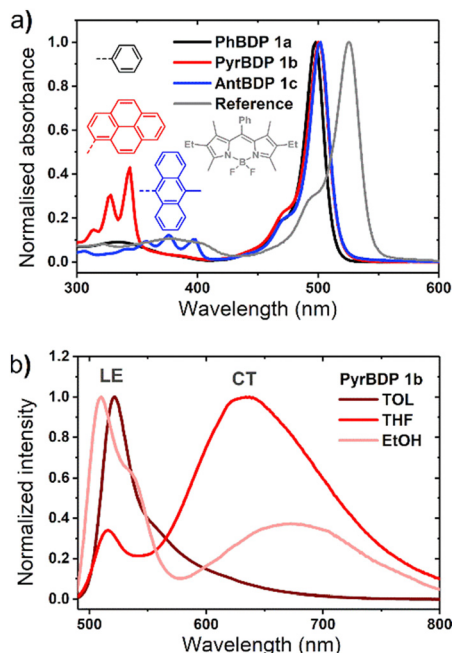 a)
PhBDP 1a
PyrBDP 1b
AntBDP 1c
Reference
Ph
Et
Et
N
N
B
F
F
Normalised absorbance
1.0
0.8
0.6
0.4
0.2
0.0
300
400
500
600
Wavelength (nm)
b)
LE
CT
PyrBDP 1b
TOL
THF
EtOH
Normalized intensity
1.2
1.0
0.8
0.6
0.4
0.2
0.0
500
600
700
800
Wavelength (nm)